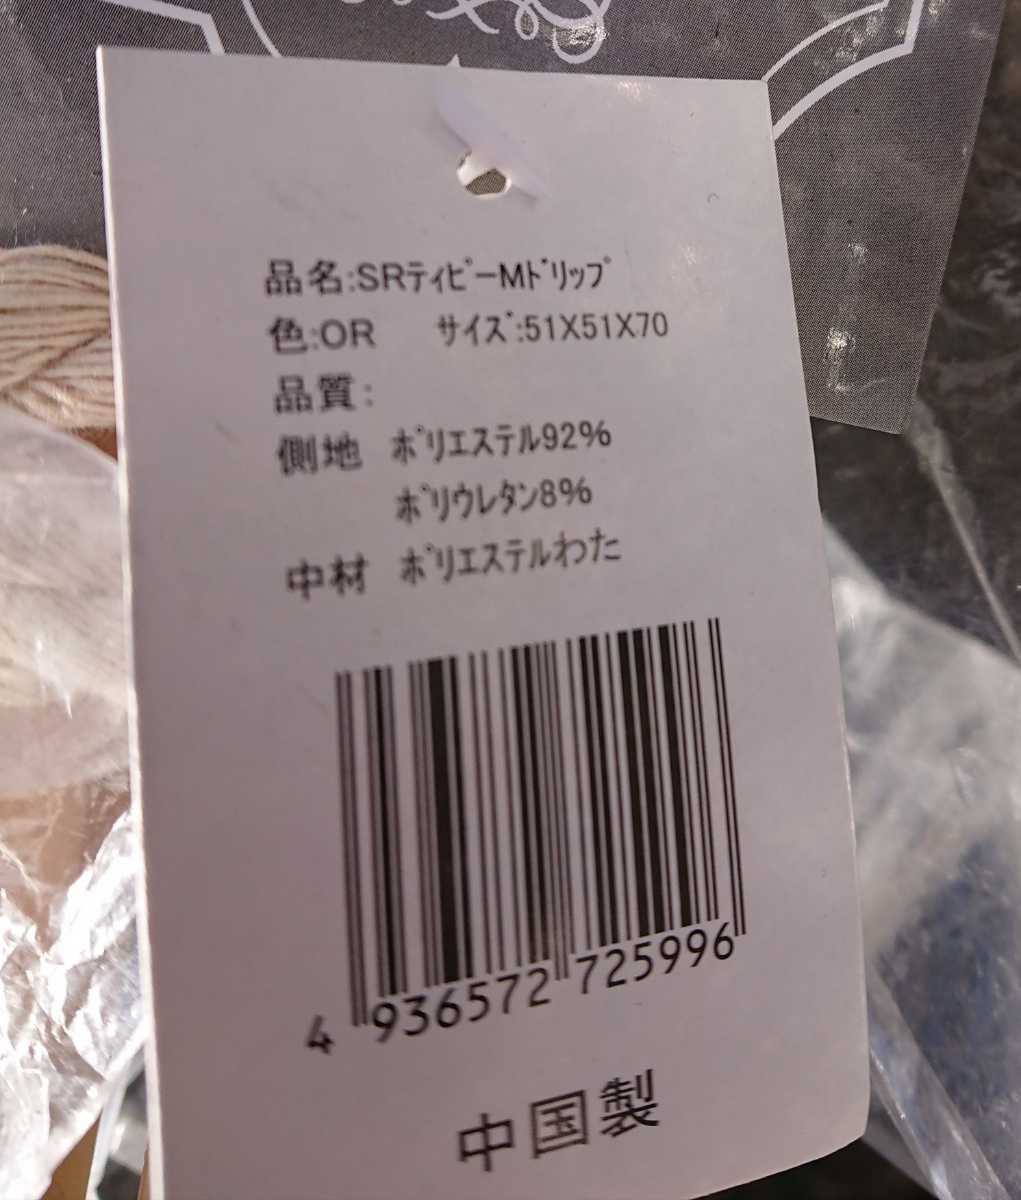 品名:SRﾃｨﾋﾟｰMﾄﾞﾘｯﾌﾟ
色:OR ｻｲｽﾞ:51X51X70
品質:
側地 ﾎﾟﾘｴｽﾃﾙ92%
ﾎﾟﾘｳﾚﾀﾝ8%
中材 ﾎﾟﾘｴｽﾃﾙわた
4 936572 725996
中国製